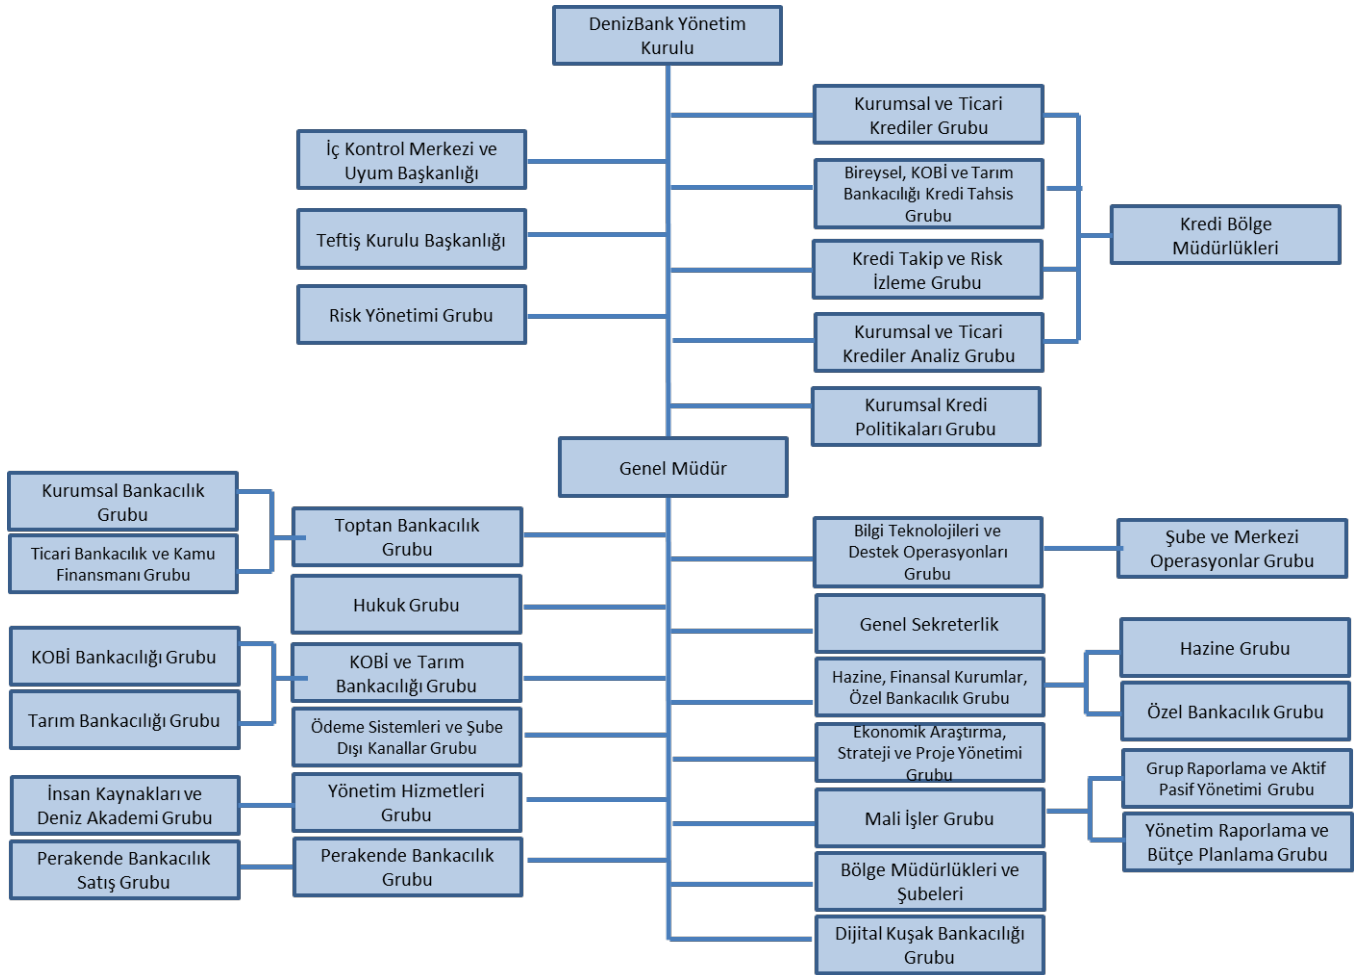 DenizBank Yönetim
Kurulu
Kurumsal ve Ticari
Krediler Grubu
İç Kontrol Merkezi ve
Uyum Başkanlığı
Bireysel, KOBİ ve Tarım
Bankacılığı Kredi Tahsis
Grubu
Teftiş Kurulu Başkanlığı
Kredi Bölge
Müdürlükleri
Kredi Takip ve Risk
İzleme Grubu
Risk Yönetimi Grubu
Kurumsal ve Ticari
Krediler Analiz Grubu
Kurumsal Kredi
Politikaları Grubu
Genel Müdür
Kurumsal Bankacılık
Grubu
Toptan Bankacılık
Grubu
Ticari Bankacılık ve Kamu
Finansmanı Grubu
Hukuk Grubu
KOBİ Bankacılığı Grubu
KOBİ ve Tarım
Bankacılığı Grubu
Tarım Bankacılığı Grubu
Ödeme Sistemleri ve Şube
Dışı Kanallar Grubu
İnsan Kaynakları ve
Deniz Akademi Grubu
Yönetim Hizmetleri
Grubu
Perakende Bankacılık
Satış Grubu
Perakende Bankacılık
Grubu
Bilgi Teknolojileri ve
Destek Operasyonları
Grubu
Şube ve Merkezi
Operasyonlar Grubu
Genel Sekreterlik
Hazine, Finansal Kurumlar,
Özel Bankacılık Grubu
Hazine Grubu
Özel Bankacılık Grubu
Ekonomik Araştırma,
Strateji ve Proje Yönetimi
Grubu
Mali İşler Grubu
Grup Raporlama ve Aktif
Pasif Yönetimi Grubu
Yönetim Raporlama ve
Bütçe Planlama Grubu
Bölge Müdürlükleri ve
Şubeleri
Dijital Kuşak Bankacılığı
Grubu